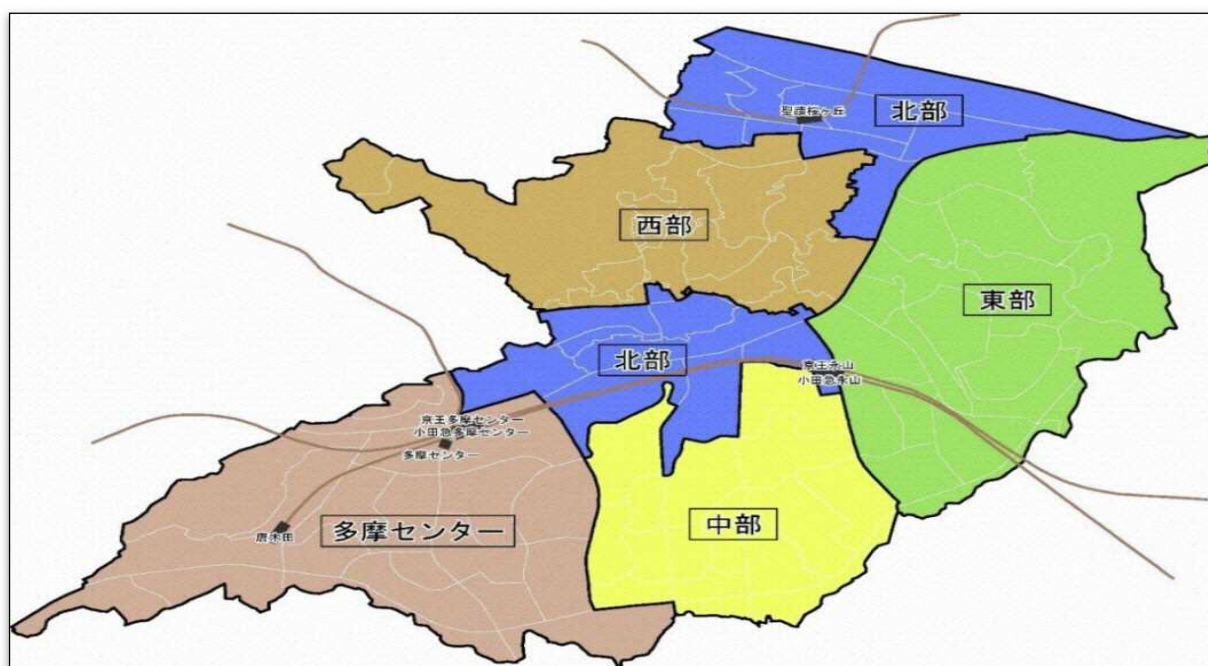 聖蹟桜ヶ丘
北部
西部
東部
北部
京王永山
小田急永山
京王多摩センター
小田急多摩センター
多摩センター
唐木田
多摩センター
中部